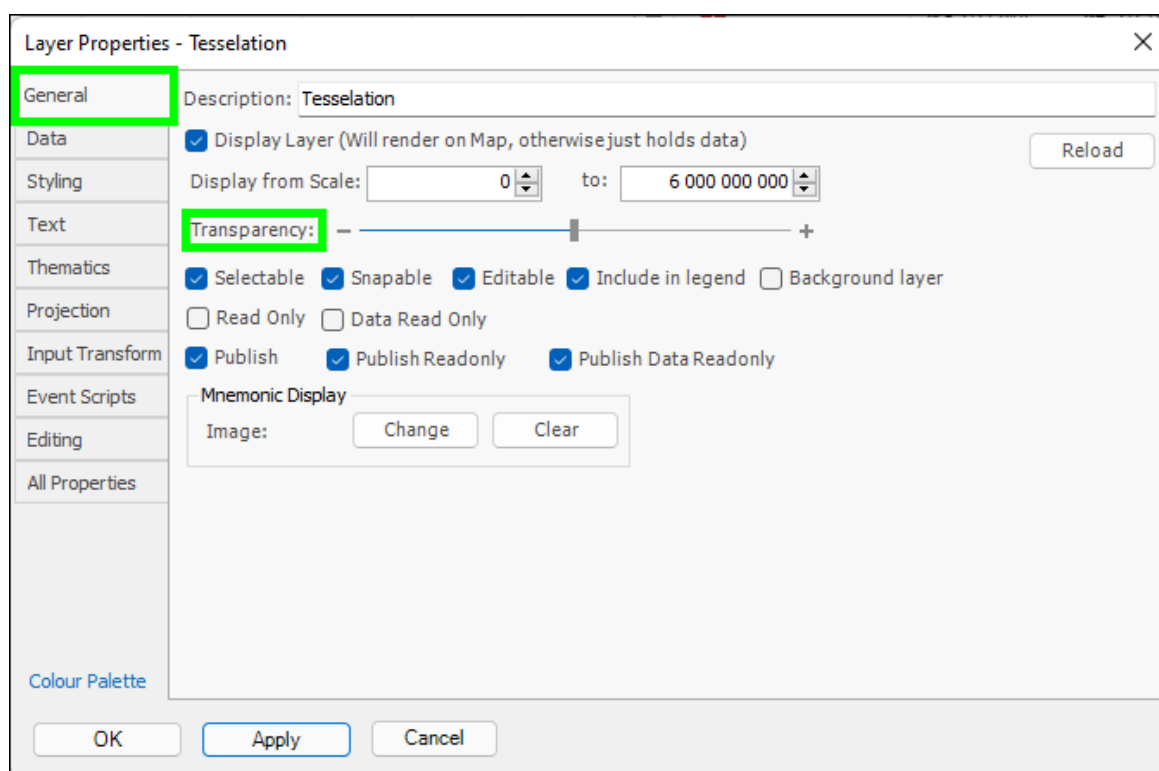 Layer Properties - Tesselation
General
Description: Tesselation
Data
Display Layer (Will render on Map, otherwise just holds data)
Reload
Styling
Display from Scale: 0 to: 6 000 000 000
Text
Transparency: − +
Thematics
Selectable Snapable Editable Include in legend Background layer
Projection
Read Only Data Read Only
Input Transform
Publish Publish Readonly Publish Data Readonly
Event Scripts
Mnemonic Display
Editing
Image: Change Clear
All Properties
Colour Palette
OK Apply Cancel